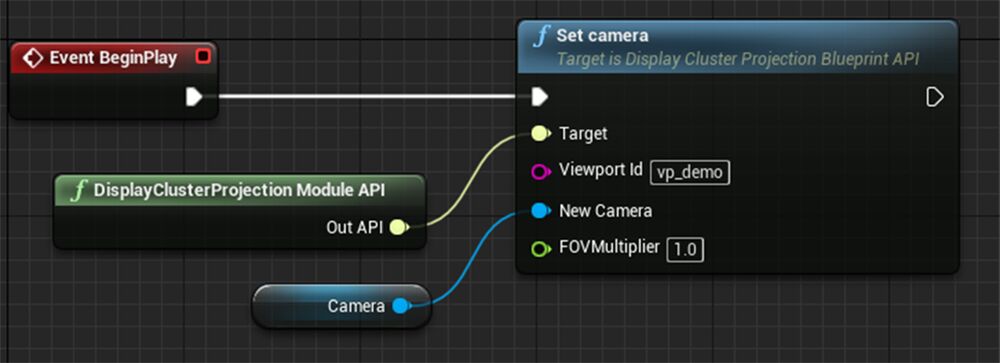 Event BeginPlay
f Set camera
Target is Display Cluster Projection Blueprint API
Target
Viewport Id vp_demo
New Camera
FOVMultiplier 1.0
f DisplayClusterProjection Module API
Out API
Camera